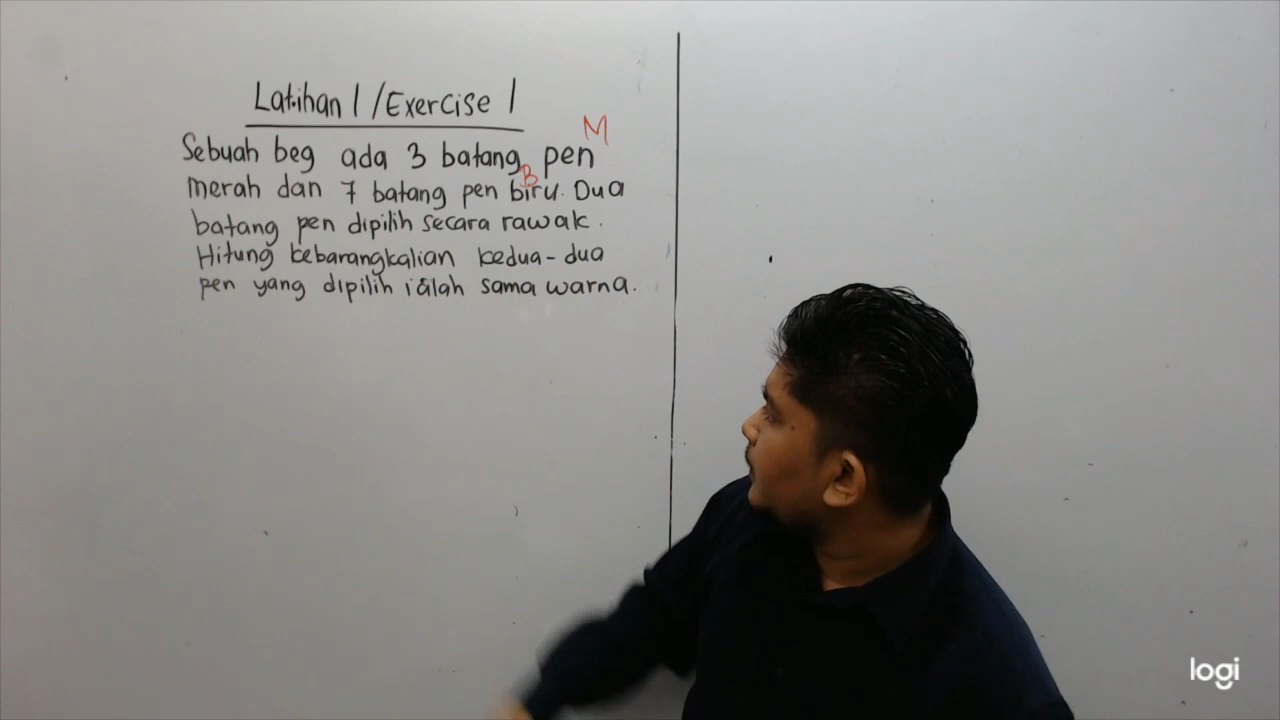 Latihan 1 / Exercise 1
M
Sebuah beg ada 3 batang pen
B
merah dan 7 batang pen biru. Dua
batang pen dipilih secara rawak.
Hitung kebarangkalian kedua-dua
pen yang dipilih ialah sama warna.
logi